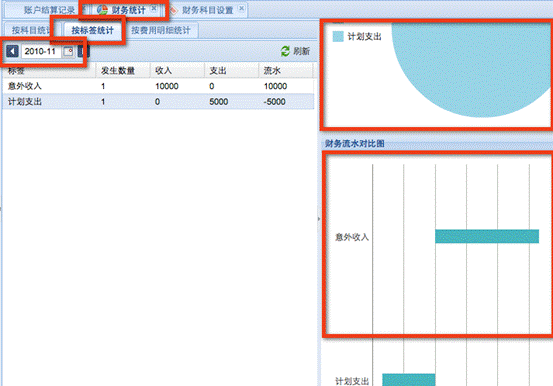 账户结算记录 财务统计 财务科目设置
按科目统计 按标签统计 按费用明细统计
2010-11 刷新
标签 发生数量 收入 支出 流水
意外收入 1 10000 0 10000
计划支出 1 0 5000 -5000
计划支出
财务流水对比图
意外收入
计划支出